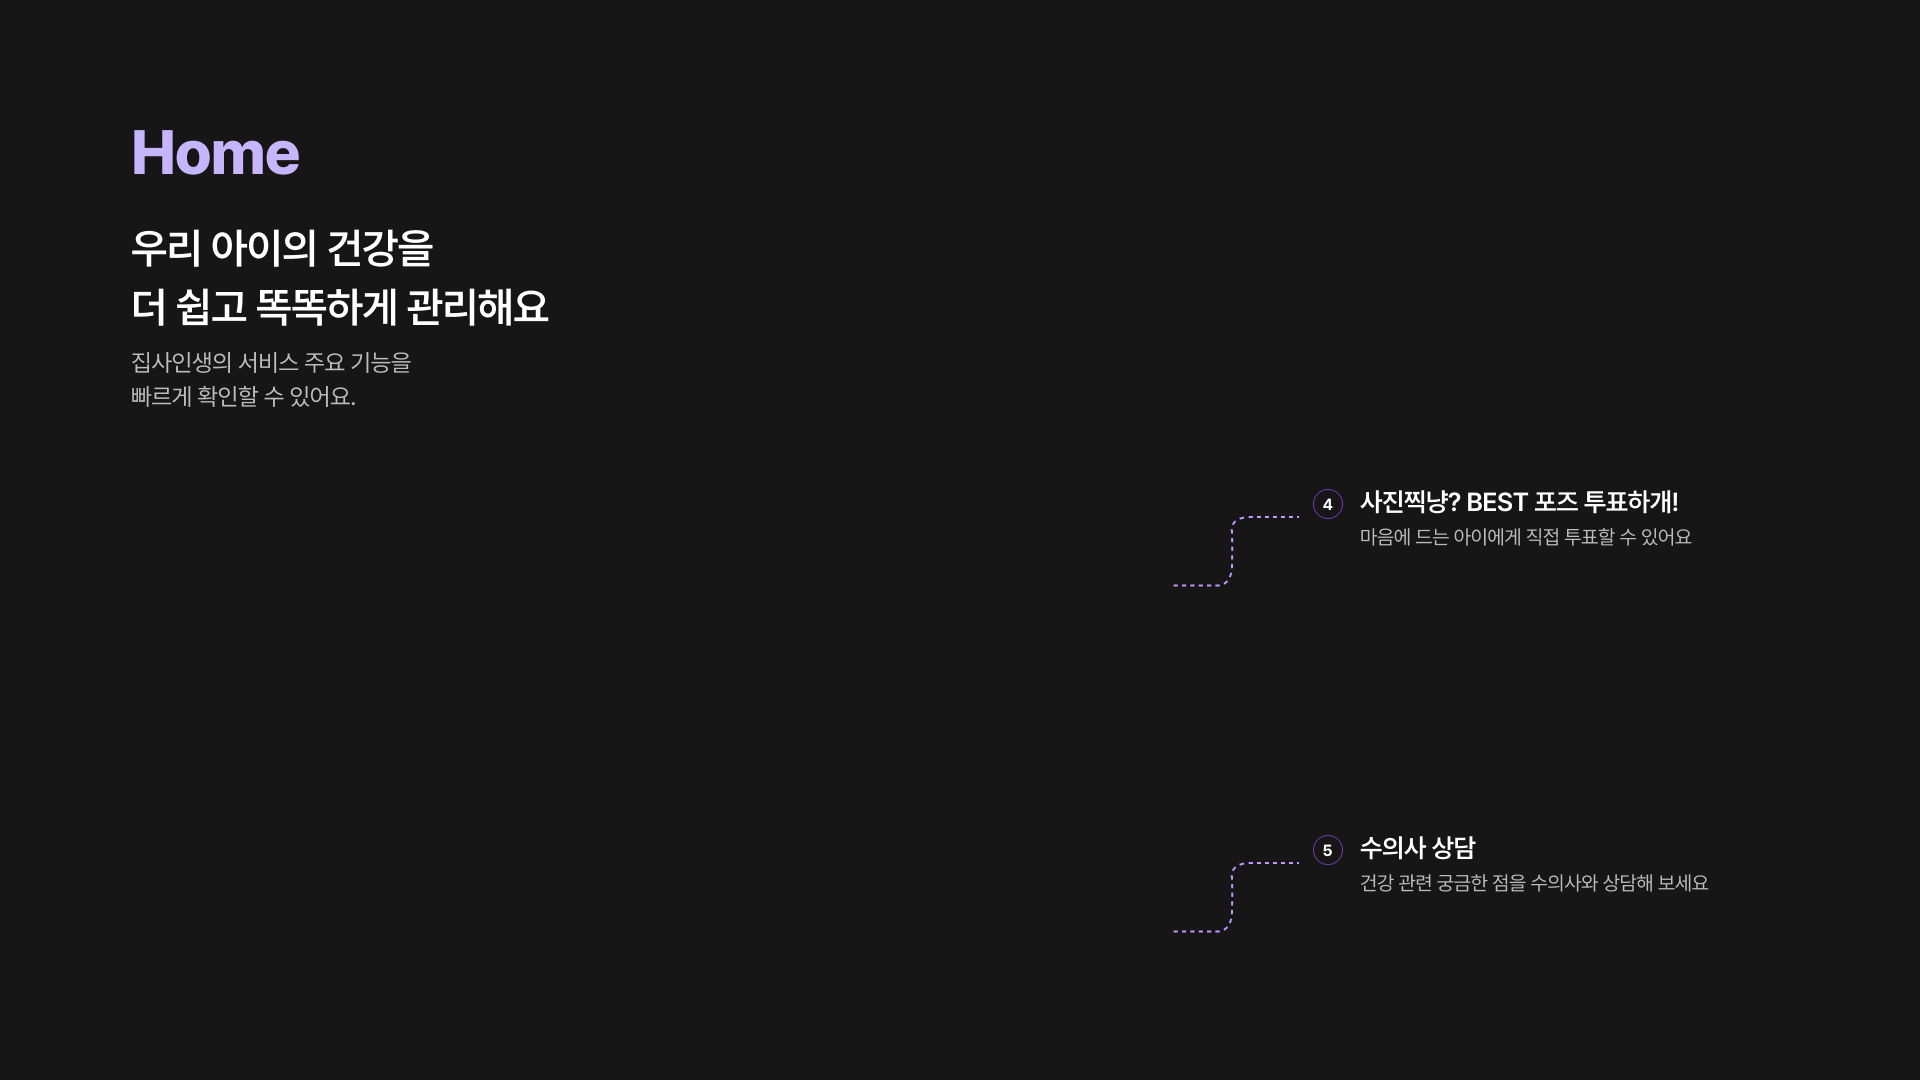 Home
우리 아이의 건강을
더 쉽고 똑똑하게 관리해요
집사인생의 서비스 주요 기능을
빠르게 확인할 수 있어요.
4 사진찍냥? BEST 포즈 투표하개!
마음에 드는 아이에게 직접 투표할 수 있어요
5 수의사 상담
건강 관련 궁금한 점을 수의사와 상담해 보세요